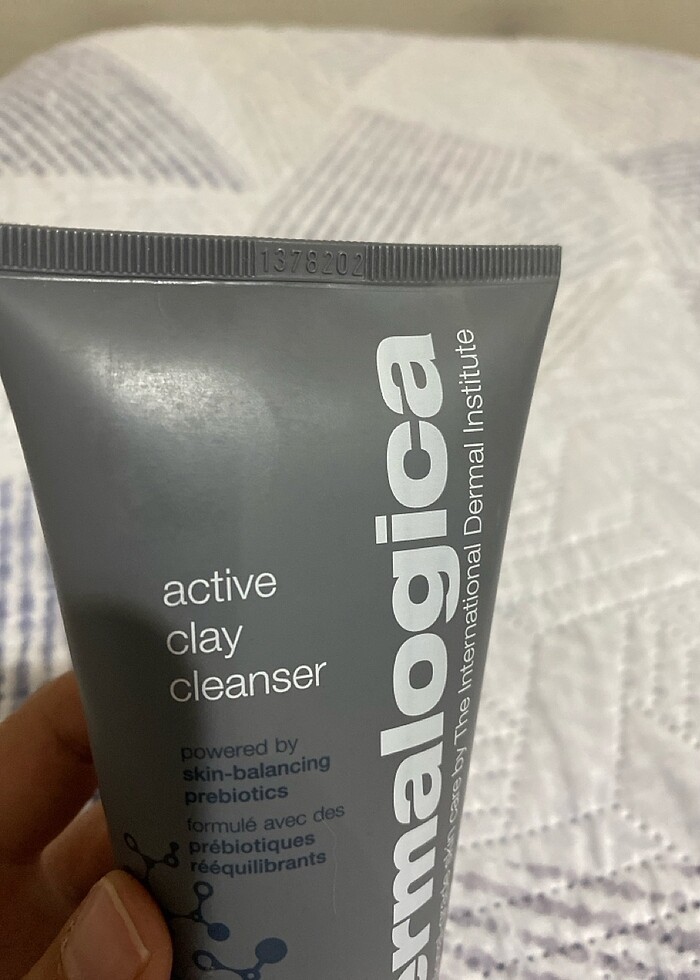 1378202
active
clay
cleanser
powered by
skin-balancing
prebiotics
formulé avec des
prébiotiques
rééquilibrants
ermalogica
skin care by The International Dermal Institute